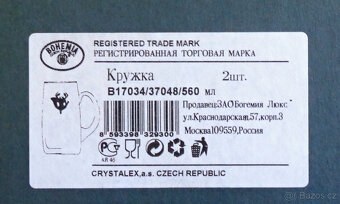 BOHEMIA
REGISTERED TRADE MARK
РЕГИСТРИРОВАННАЯ ТОРГОВАЯ МАРКА
Кружка 2шт.
B17034/37048/560 мл
Продавец:ЗАО Богемия Люкс
ул.Краснодарская,57,корп.3
Москва109559,Россия
8 593398 329300
CRYSTALEX,a.s. CZECH REPUBLIC